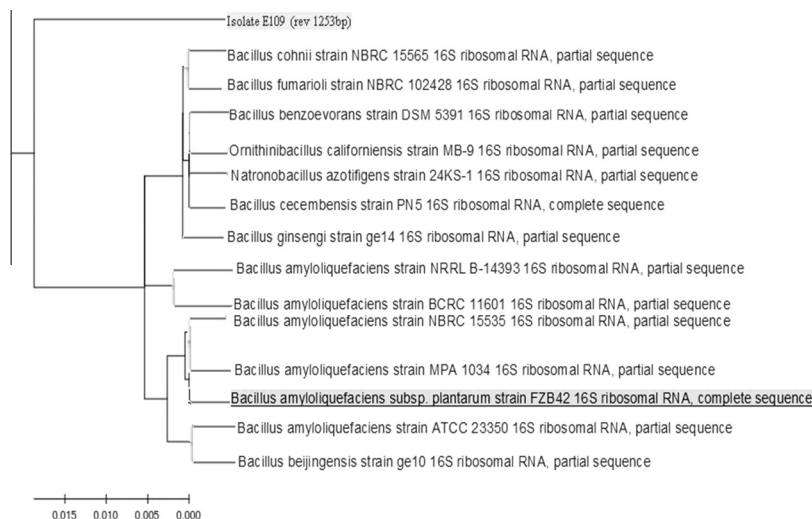 Isolate E109 (rev 1253bp)
Bacillus cohnii strain NBRC 15565 16S ribosomal RNA, partial sequence
Bacillus fumarioli strain NBRC 102428 16S ribosomal RNA, partial sequence
Bacillus benzoevorans strain DSM 5391 16S ribosomal RNA, partial sequence
Ornithinibacillus californiensis strain MB-9 16S ribosomal RNA, partial sequence
Natronobacillus azotifigens strain 24KS-1 16S ribosomal RNA, partial sequence
Bacillus cecembensis strain PN5 16S ribosomal RNA, complete sequence
Bacillus ginsengi strain ge14 16S ribosomal RNA, partial sequence
Bacillus amyloliquefaciens strain NRRL B-14393 16S ribosomal RNA, partial sequence
Bacillus amyloliquefaciens strain BCRC 11601 16S ribosomal RNA, partial sequence
Bacillus amyloliquefaciens strain NBRC 15535 16S ribosomal RNA, partial sequence
Bacillus amyloliquefaciens strain MPA 1034 16S ribosomal RNA, partial sequence
Bacillus amyloliquefaciens subsp. plantarum strain FZB42 16S ribosomal RNA, complete sequence
Bacillus amyloliquefaciens strain ATCC 23350 16S ribosomal RNA, partial sequence
Bacillus beijingensis strain ge10 16S ribosomal RNA, partial sequence
0.015 0.010 0.005 0.000